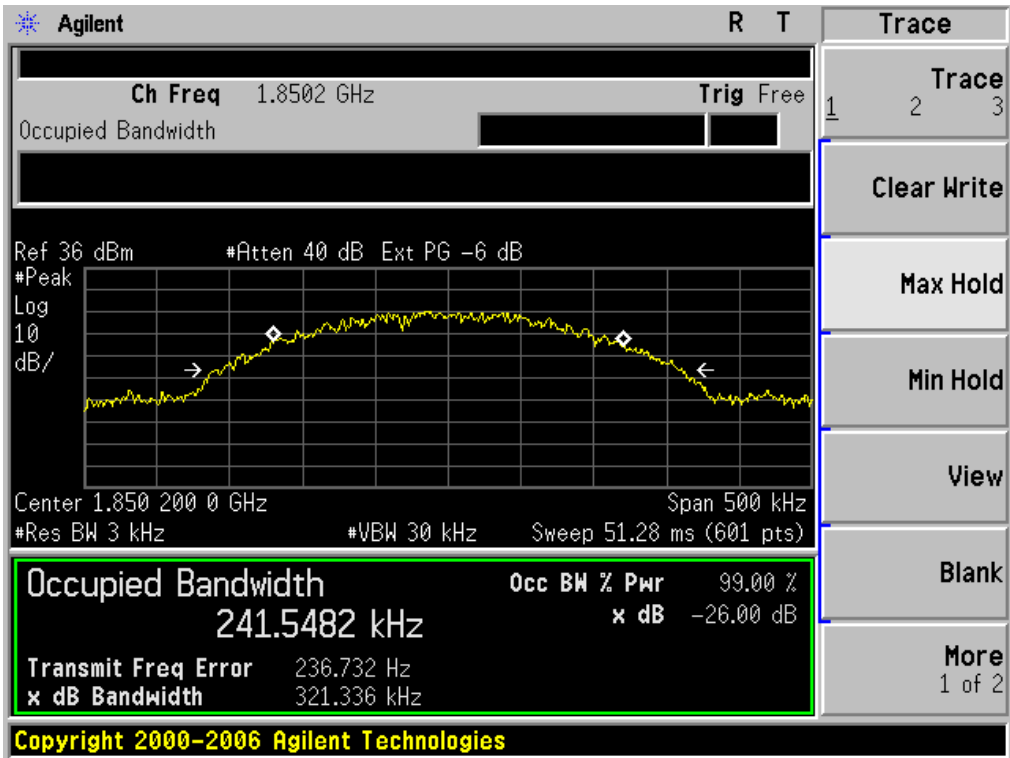 Agilent R T
Trace
Ch Freq 1.8502 GHz Trig Free
Occupied Bandwidth
Ref 36 dBm #Atten 40 dB Ext PG -6 dB
#Peak
Log
10
dB/
Center 1.850 200 0 GHz Span 500 kHz
#Res BW 3 kHz #VBW 30 kHz Sweep 51.28 ms (601 pts)
Occupied Bandwidth
241.5482 kHz
Occ BW % Pwr 99.00 %
x dB -26.00 dB
Transmit Freq Error 236.732 Hz
x dB Bandwidth 321.336 kHz
Copyright 2000-2006 Agilent Technologies
Trace
1 2 3
Clear Write
Max Hold
Min Hold
View
Blank
More
1 of 2